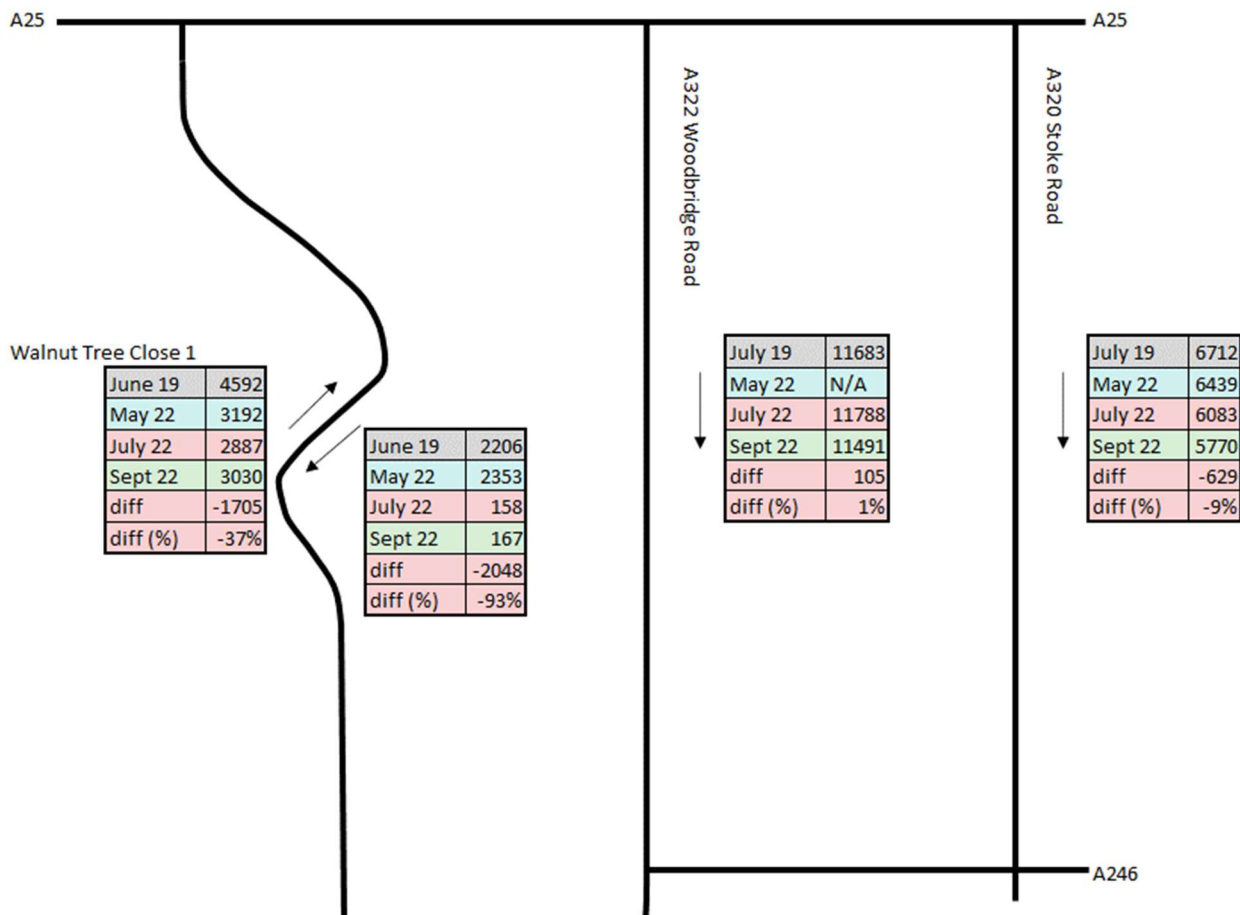 A25
A25
A322 Woodbridge Road
A320 Stoke Road
Walnut Tree Close 1
June 19 4592
May 22 3192
July 22 2887
Sept 22 3030
diff -1705
diff (%) -37%
June 19 2206
May 22 2353
July 22 158
Sept 22 167
diff -2048
diff (%) -93%
July 19 11683
May 22 N/A
July 22 11788
Sept 22 11491
diff 105
diff (%) 1%
July 19 6712
May 22 6439
July 22 6083
Sept 22 5770
diff -629
diff (%) -9%
A246